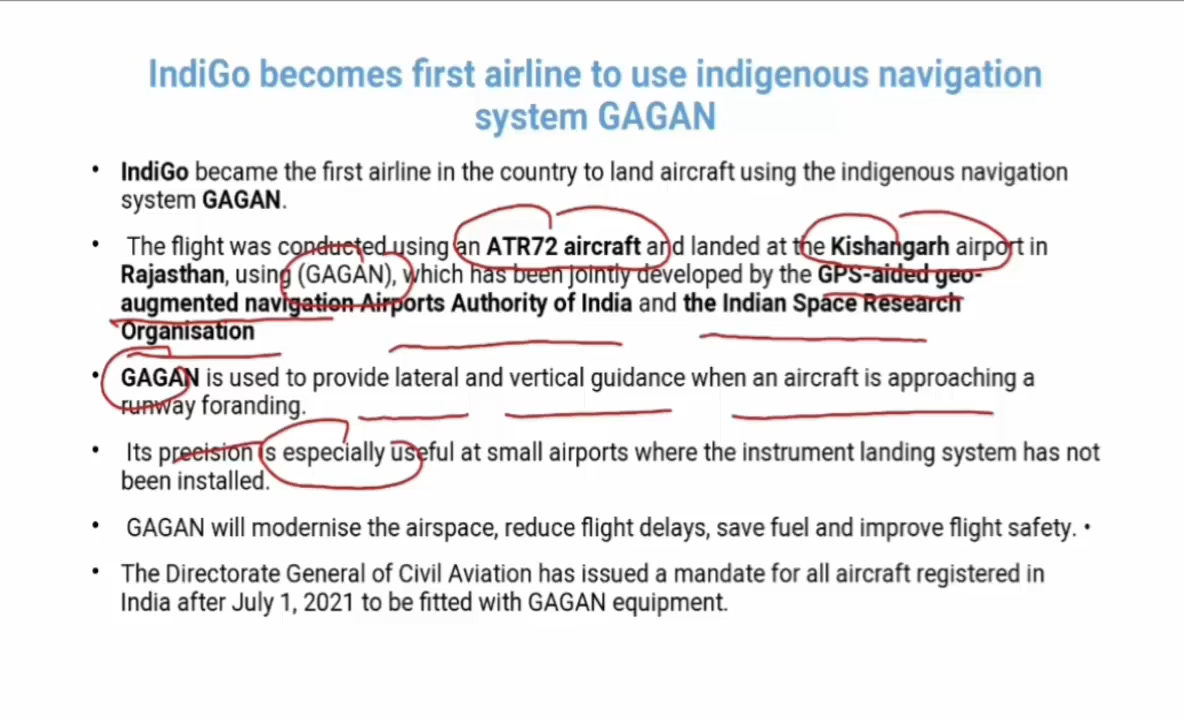 IndiGo becomes first airline to use indigenous navigation
system GAGAN
• IndiGo became the first airline in the country to land aircraft using the indigenous navigation
system GAGAN.
• The flight was conducted using an ATR72 aircraft and landed at the Kishangarh airport in
Rajasthan, using (GAGAN), which has been jointly developed by the GPS-aided geo-
augmented navigation Airports Authority of India and the Indian Space Research
Organisation
• GAGAN is used to provide lateral and vertical guidance when an aircraft is approaching a
runway foranding.
• Its precision is especially useful at small airports where the instrument landing system has not
been installed.
• GAGAN will modernise the airspace, reduce flight delays, save fuel and improve flight safety. •
• The Directorate General of Civil Aviation has issued a mandate for all aircraft registered in
India after July 1, 2021 to be fitted with GAGAN equipment.